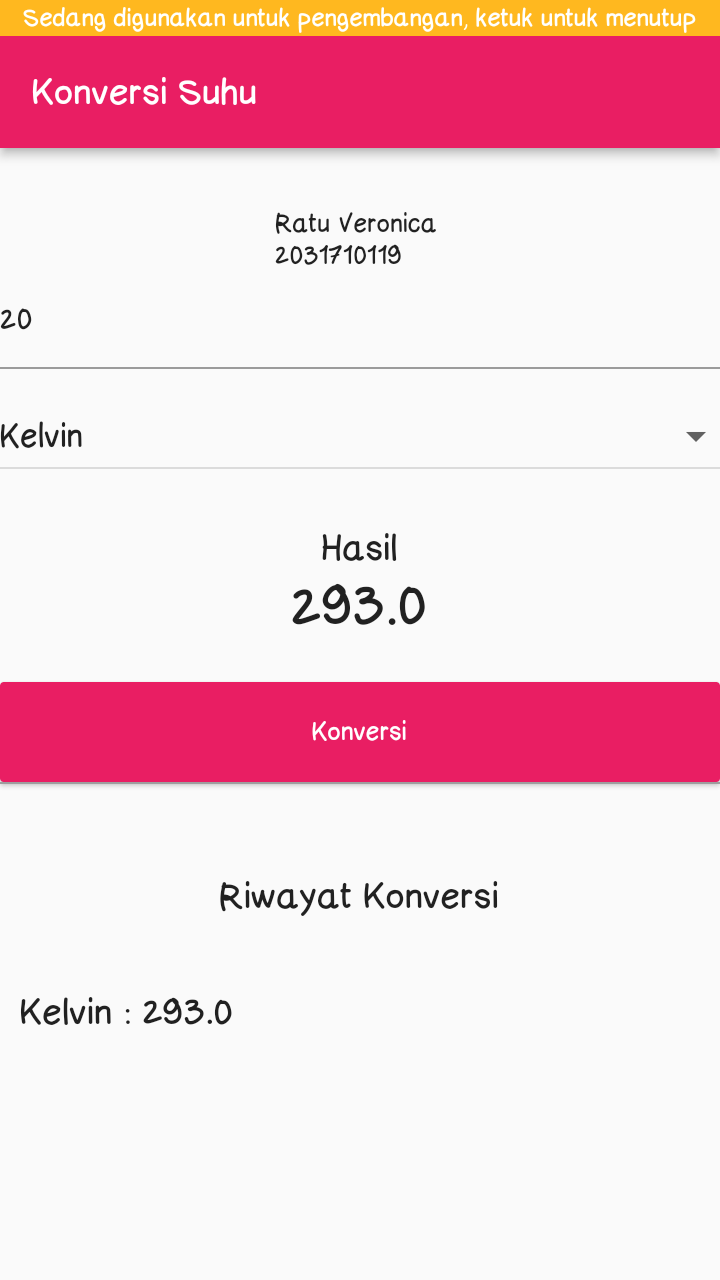 Sedang digunakan untuk pengembangan, ketuk untuk menutup
Konversi Suhu
Ratu Veronica
2031710119
20
Kelvin
Hasil
293.0
Konversi
Riwayat Konversi
Kelvin : 293.0